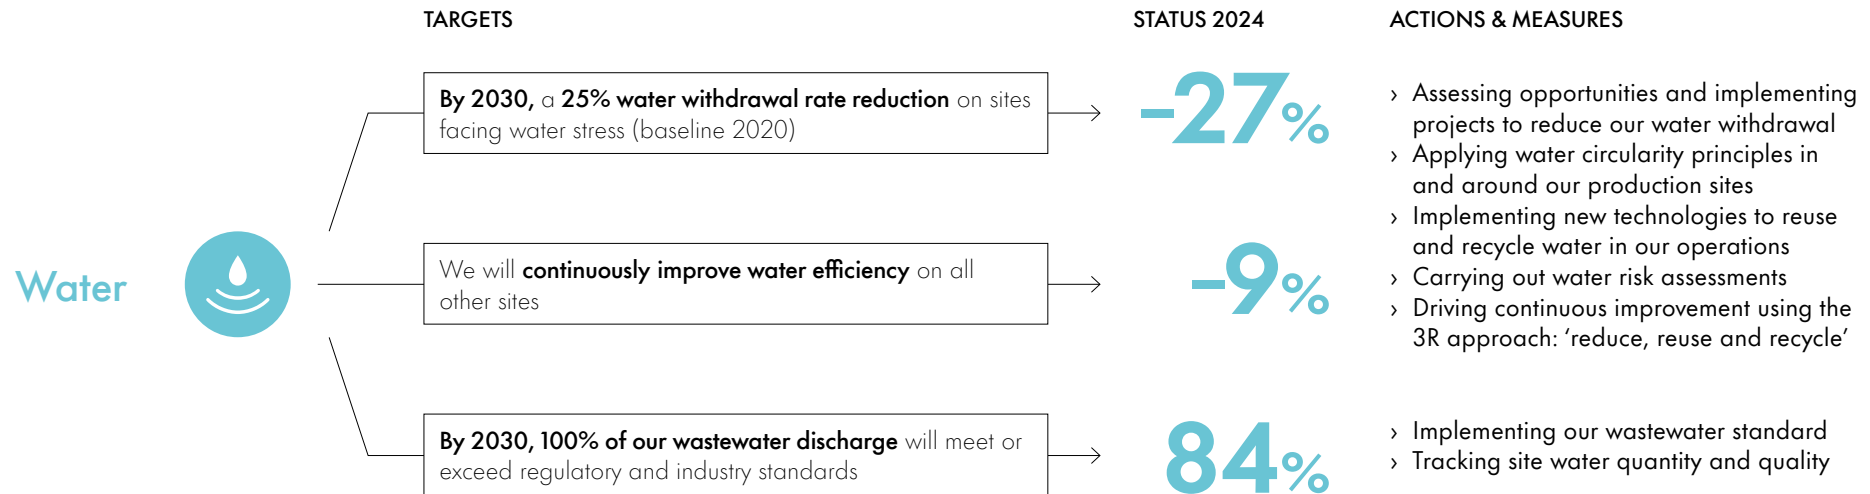 TARGETS
STATUS 2024
ACTIONS & MEASURES
Water
By 2030, a 25% water withdrawal rate reduction on sites
facing water stress (baseline 2020)
–27%
We will continuously improve water efficiency on all
other sites
–9%
› Assessing opportunities and implementing
projects to reduce our water withdrawal
› Applying water circularity principles in
and around our production sites
› Implementing new technologies to reuse
and recycle water in our operations
› Carrying out water risk assessments
› Driving continuous improvement using the
3R approach: ‘reduce, reuse and recycle’
By 2030, 100% of our wastewater discharge will meet or
exceed regulatory and industry standards
84%
› Implementing our wastewater standard
› Tracking site water quantity and quality